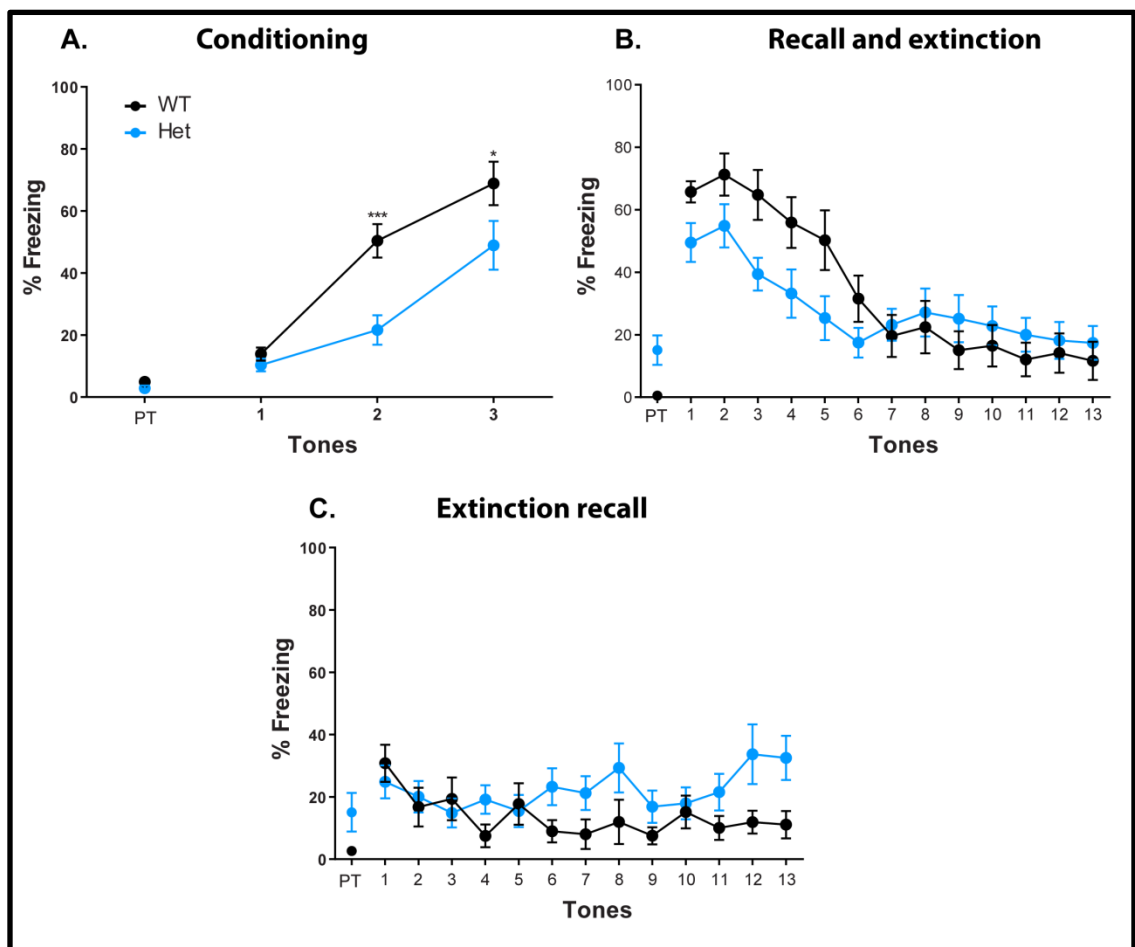 A. Conditioning
% Freezing
100
80
60
40
20
0
WT
Het
***
*
PT 1 2 3
Tones
B. Recall and extinction
% Freezing
100
80
60
40
20
0
PT 1 2 3 4 5 6 7 8 9 10 11 12 13
Tones
C. Extinction recall
% Freezing
100
80
60
40
20
0
PT 1 2 3 4 5 6 7 8 9 10 11 12 13
Tones